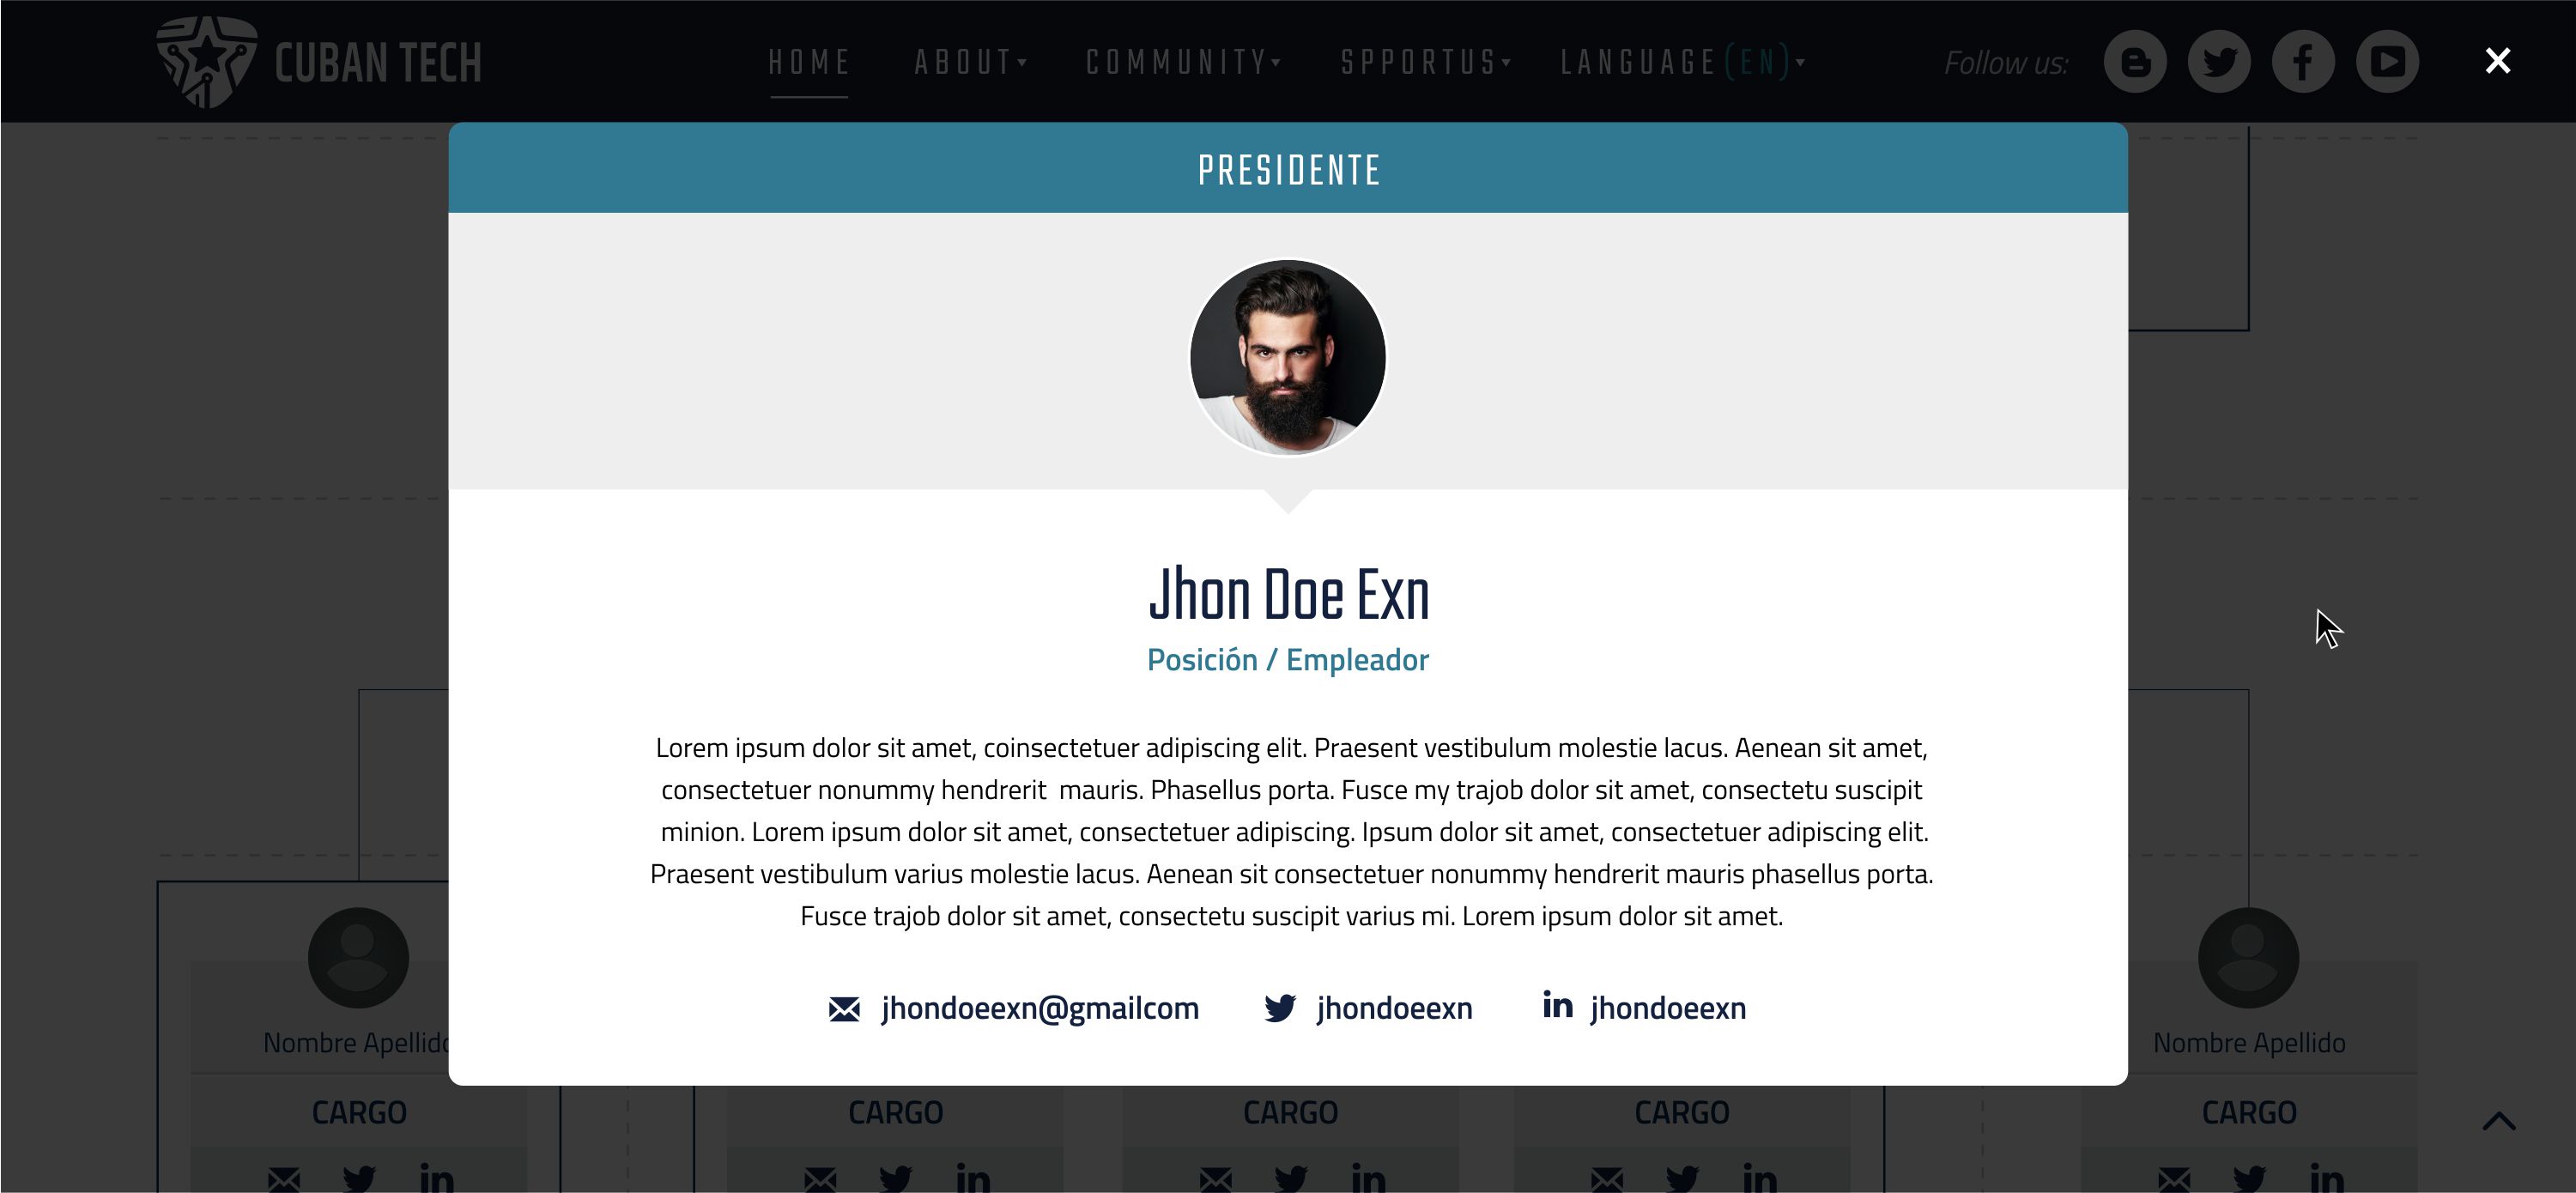 CUBAN TECH
HOME
ABOUT
COMMUNITY
SPPORTUS
LANGUAGE (EN)
Follow us:
PRESIDENTE
Jhon Doe Exn
Posición / Empleador
Lorem ipsum dolor sit amet, coinsectetuer adipiscing elit. Praesent vestibulum molestie lacus. Aenean sit amet,
consectetuer nonummy hendrerit  mauris. Phasellus porta. Fusce my trajob dolor sit amet, consectetu suscipit
minion. Lorem ipsum dolor sit amet, consectetuer adipiscing. Ipsum dolor sit amet, consectetuer adipiscing elit.
Praesent vestibulum varius molestie lacus. Aenean sit consectetuer nonummy hendrerit mauris phasellus porta.
Fusce trajob dolor sit amet, consectetu suscipit varius mi. Lorem ipsum dolor sit amet.
jhondoeexn@gmailcom
jhondoeexn
in jhondoeexn
Nombre Apellido
Nombre Apellido
CARGO
CARGO
CARGO
CARGO
CARGO
in
in
in
in
in